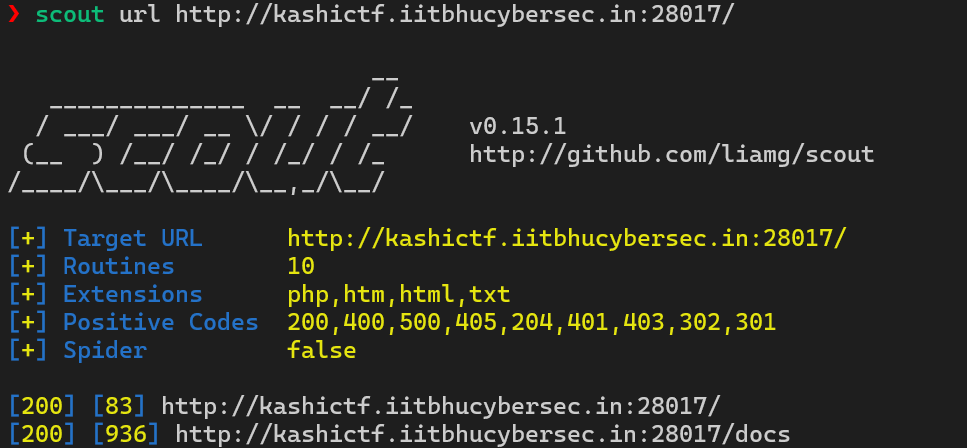 ❯ scout url http://kashictf.iitbhucybersec.in:28017/
                          __
   ______________  __  __/ /_
  / ___/ ___/ __ \/ / / / __/    v0.15.1
 (__  ) /__/ /_/ / /_/ / /_      http://github.com/liamg/scout
/____/\___/\____/\__,_/\__/
[+] Target URL      http://kashictf.iitbhucybersec.in:28017/
[+] Routines        10
[+] Extensions      php,htm,html,txt
[+] Positive Codes  200,400,500,405,204,401,403,302,301
[+] Spider          false
[200] [83] http://kashictf.iitbhucybersec.in:28017/
[200] [936] http://kashictf.iitbhucybersec.in:28017/docs